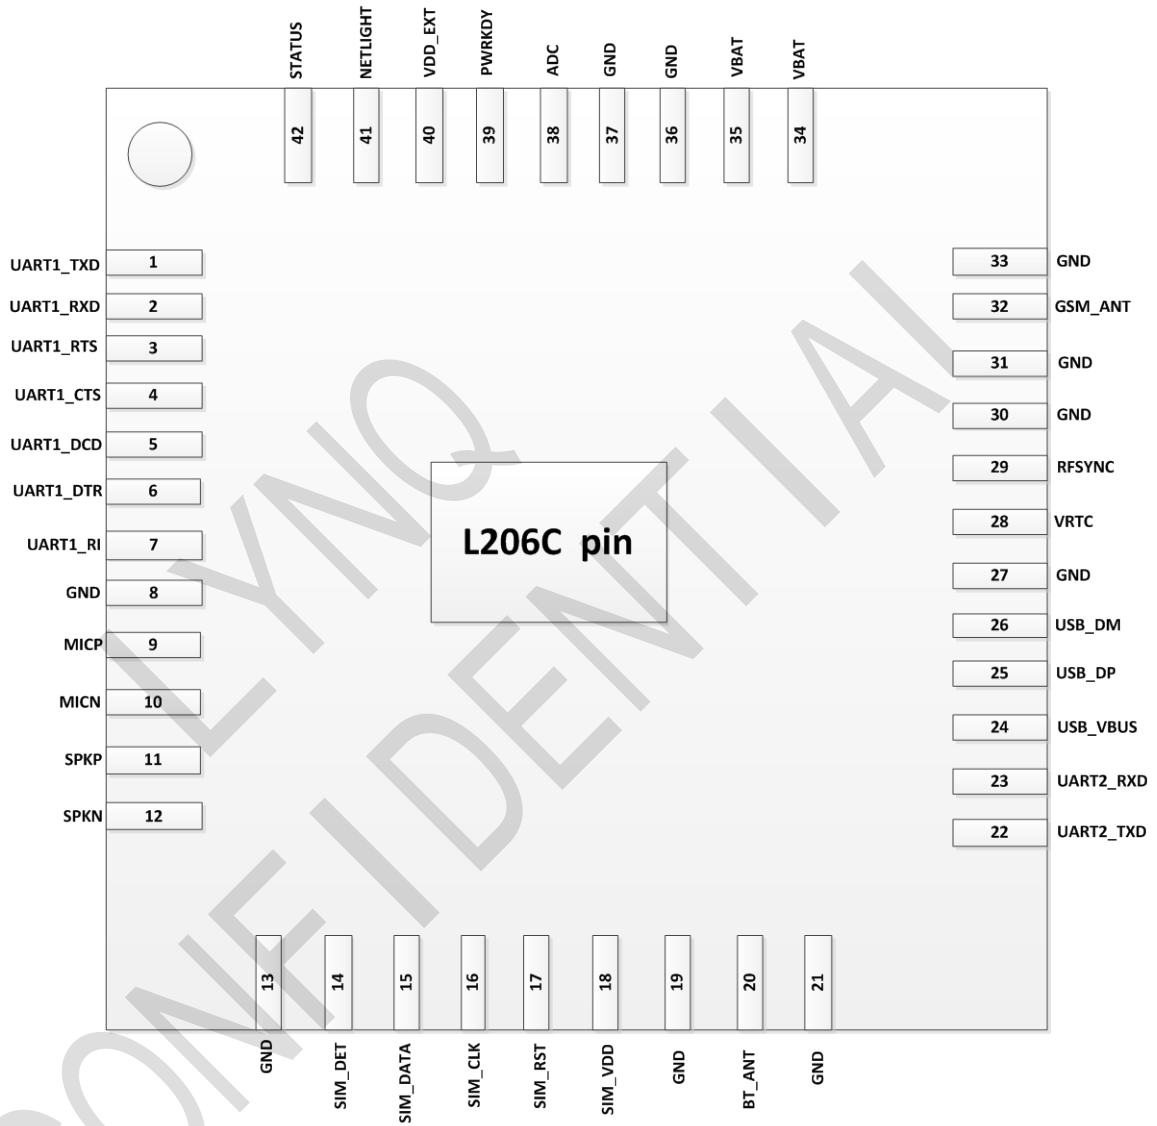 STATUS
NETLIGHT
VDD_EXT
PWRKDY
ADC
GND
GND
VBAT
VBAT
42
41
40
39
38
37
36
35
34
UART1_TXD 1
UART1_RXD 2
UART1_RTS 3
UART1_CTS 4
UART1_DCD 5
UART1_DTR 6
UART1_RI 7
GND 8
MICP 9
MICN 10
SPKP 11
SPKN 12
L206C pin
33 GND
32 GSM_ANT
31 GND
30 GND
29 RFSYNC
28 VRTC
27 GND
26 USB_DM
25 USB_DP
24 USB_VBUS
23 UART2_RXD
22 UART2_TXD
13
14
15
16
17
18
19
20
21
GND
SIM_DET
SIM_DATA
SIM_CLK
SIM_RST
SIM_VDD
GND
BT_ANT
GND
LYNQ
CONFIDENTIAL